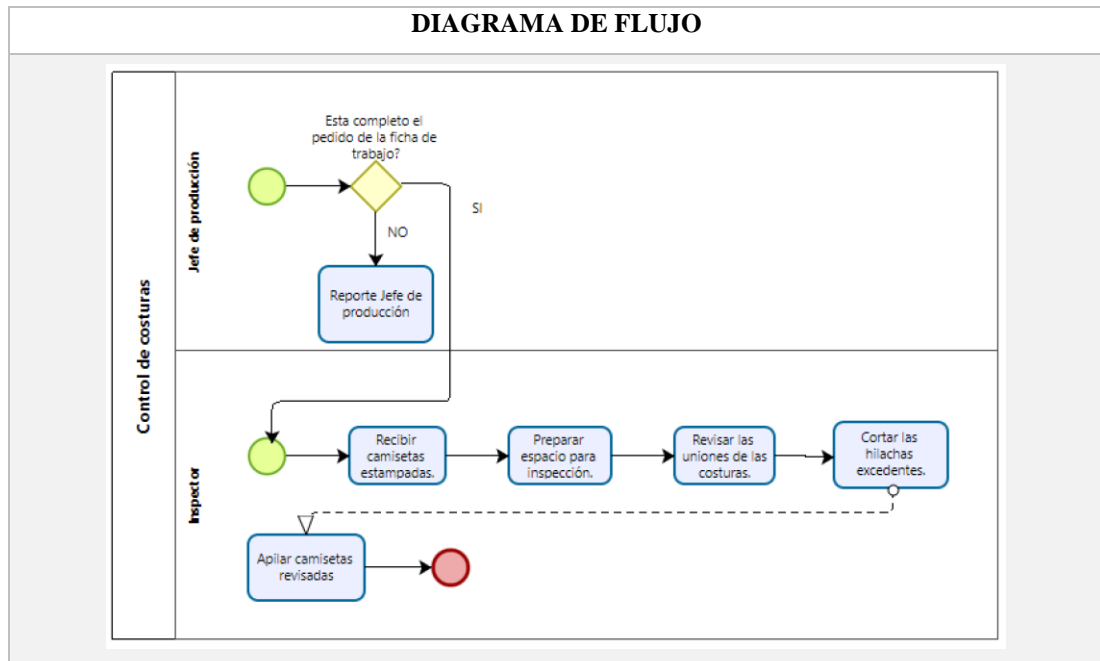 DIAGRAMA DE FLUJO
Control de costuras
Jefe de producción
Esta completo el
pedido de la ficha de
trabajo?
SI
NO
Reporte Jefe de
producción
Inspector
Recibir
camisetas
estampadas.
Preparar
espacio para
inspección.
Revisar las
uniones de las
costuras.
Cortar las
hilachas
excedentes.
Apilar camisetas
revisadas